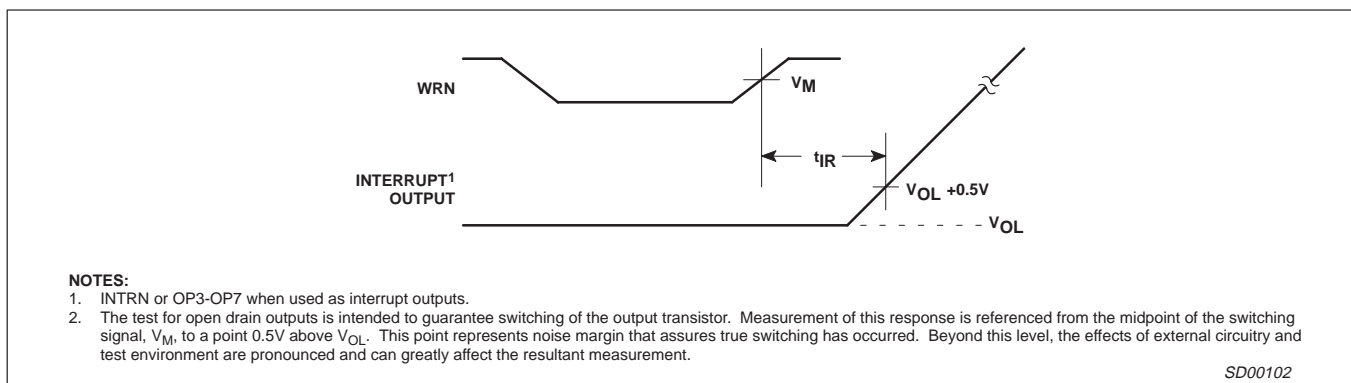 WRN
VM
tIR
INTERRUPT1
OUTPUT
VOL +0.5V
VOL
NOTES:
1. INTRN or OP3-OP7 when used as interrupt outputs.
2. The test for open drain outputs is intended to guarantee switching of the output transistor. Measurement of this response is referenced from the midpoint of the switching
signal, VM, to a point 0.5V above VOL. This point represents noise margin that assures true switching has occurred. Beyond this level, the effects of external circuitry and
test environment are pronounced and can greatly affect the resultant measurement.
SD00102